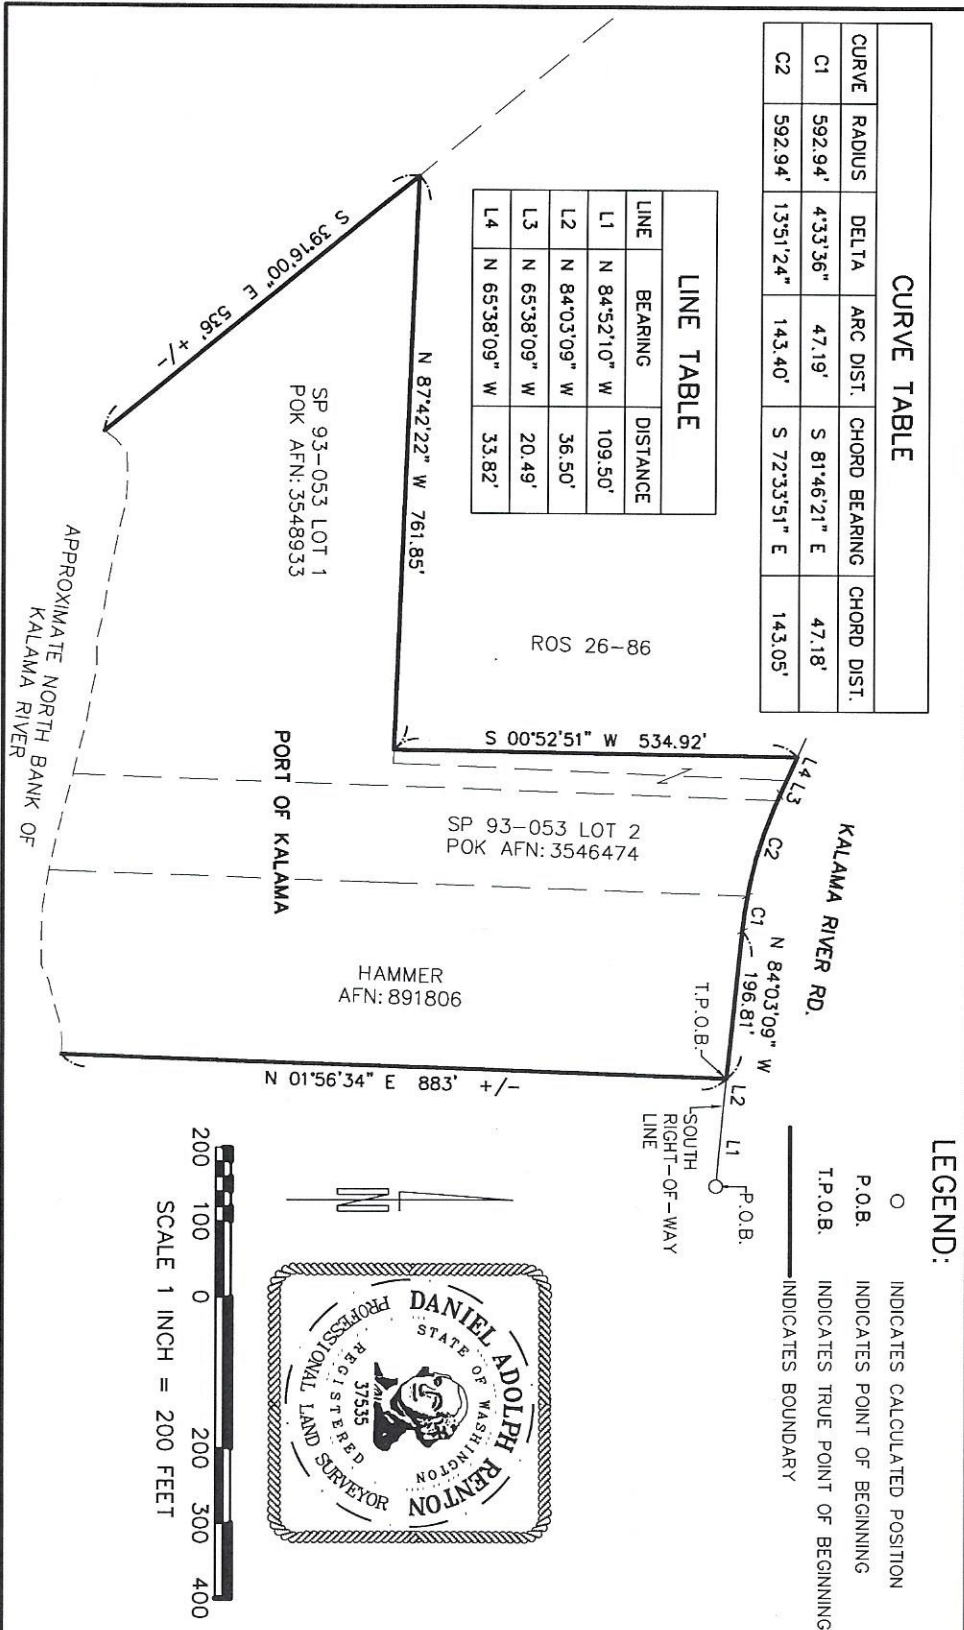 CURVE TABLE
CURVE RADIUS DELTA ARC DIST. CHORD BEARING CHORD DIST.
C1 592.94' 4°33'36" 47.19' S 81°46'21" E 47.18'
C2 592.94' 13°51'24" 143.40' S 72°33'51" E 143.05'
LINE TABLE
LINE BEARING DISTANCE
L1 N 84°52'10" W 109.50'
L2 N 84°03'09" W 36.50'
L3 N 65°38'09" W 20.49'
L4 N 65°38'09" W 33.82'
LEGEND:
INDICATES CALCULATED POSITION
P.O.B. INDICATES POINT OF BEGINNING
T.P.O.B. INDICATES TRUE POINT OF BEGINNING
INDICATES BOUNDARY
KALAMA RIVER RD.
L4
L3
C2
C1
N 84°03'09" W
196.81'
T.P.O.B.
L2
L1
P.O.B.
SOUTH
RIGHT-OF-WAY
LINE
ROS 26-86
S 00°52'51" W 534.92'
SP 93-053 LOT 2
POK AFN: 3546474
N 87°42'22" W 761.85'
S 39°16'00" E 536' +/-
SP 93-053 LOT 1
POK AFN: 3548933
PORT OF KALAMA
HAMMER
AFN: 891806
N 01°56'34" E 883' +/-
APPROXIMATE NORTH BANK OF
KALAMA RIVER
N
DANIEL ADOLPH RENTON
STATE OF WASHINGTON
37535
REGISTERED
PROFESSIONAL LAND SURVEYOR
200 100 0 200 300 400
SCALE 1 INCH = 200 FEET